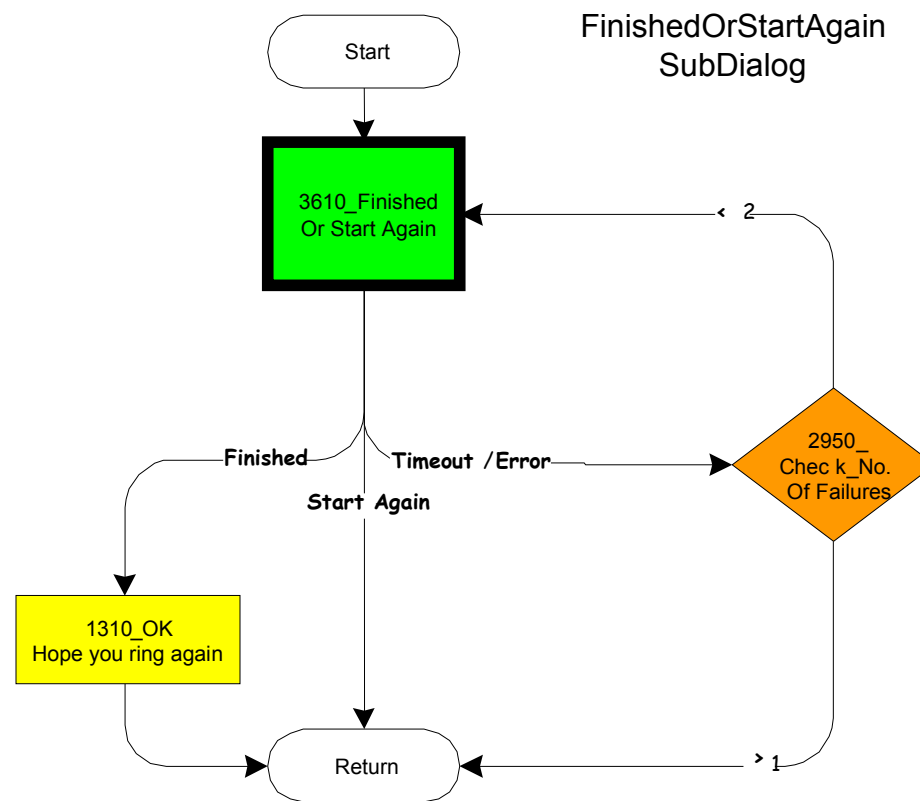 FinishedOrStartAgain
SubDialog
Start
3610_Finished
Or Start Again
< 2
2950_
Chec k_No.
Of Failures
Finished
Timeout /Error
Start Again
1310_OK
Hope you ring again
Return
> 1